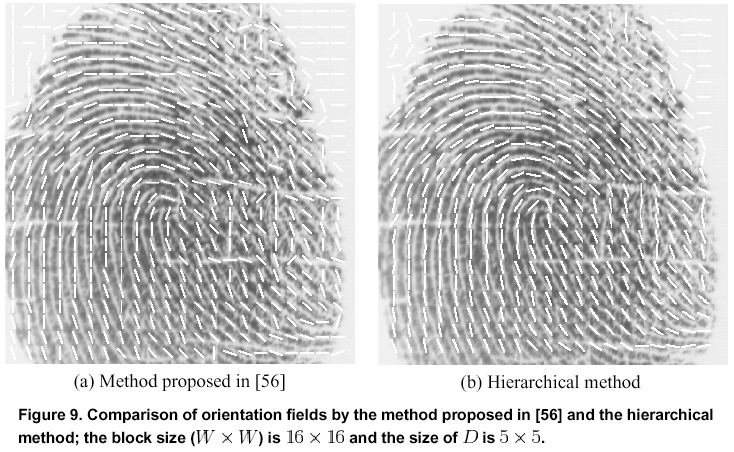 (a) Method proposed in [56]
(b) Hierarchical method
Figure 9. Comparison of orientation fields by the method proposed in [56] and the hierarchical
method; the block size (W × W) is 16 × 16 and the size of D is 5 × 5.